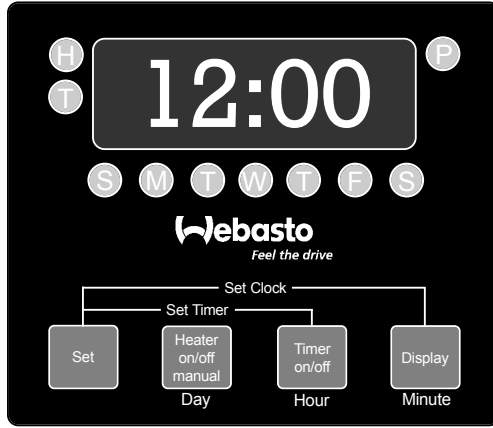 H
P
12:00
T
S M T W T F S
Webasto
Feel the drive
Set Clock
Set Timer
Set
Heater
on/off
manual
Timer
on/off
Display
Day
Hour
Minute